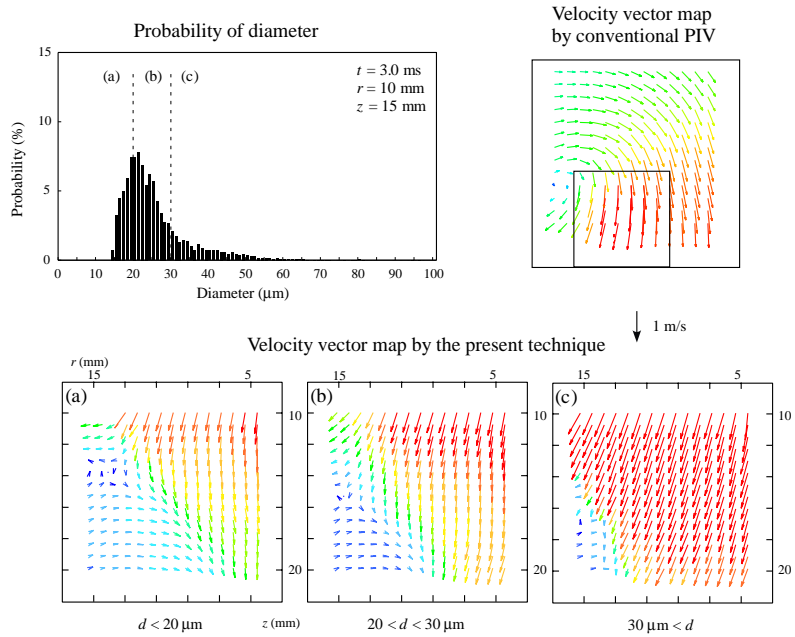 Probability of diameter
15
10
5
0
Probability (%)
(a)
(b)
(c)
t = 3.0 ms
r = 10 mm
z = 15 mm
0 10 20 30 40 50 60 70 80 90 100
Diameter (μm)
Velocity vector map
by conventional PIV
1 m/s
Velocity vector map by the present technique
r (mm)
15 5
15 5
15 5
(a)
(b)
(c)
10
20
10
20
10
20
d < 20 μm
z (mm)
20 < d < 30 μm
30 μm < d